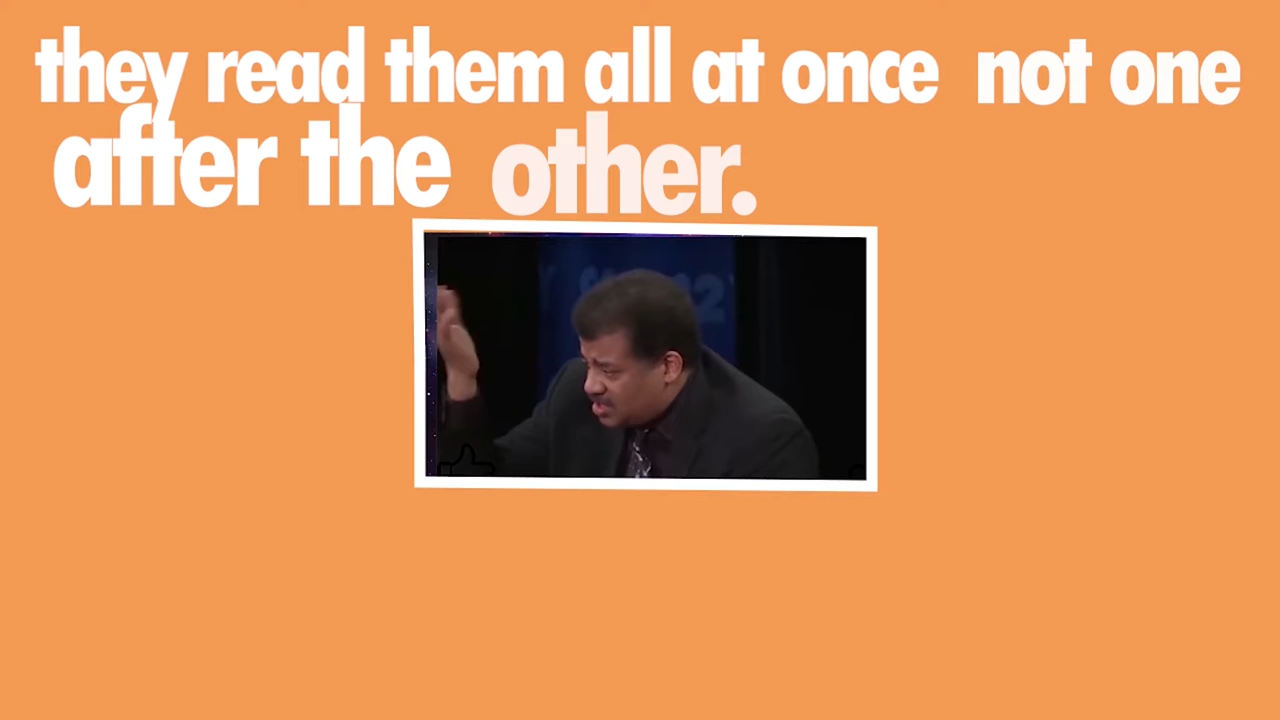 they read them all at once not one
after the other.